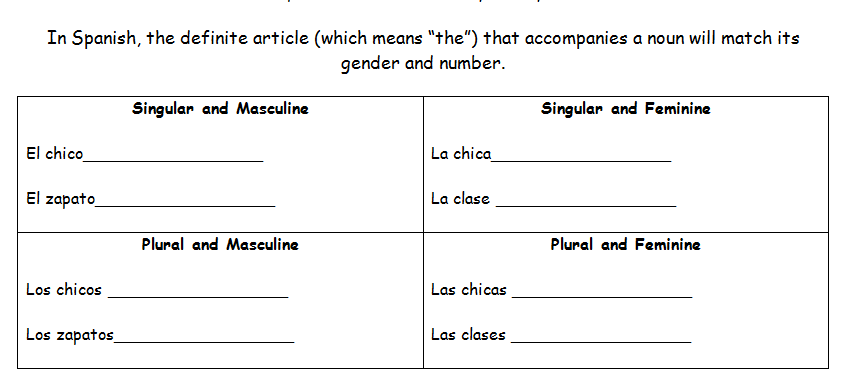 In Spanish, the definite article (which means “the”) that accompanies a noun will match its
gender and number.
Singular and Masculine
El chico____________________
El zapato____________________
Singular and Feminine
La chica____________________
La clase ____________________
Plural and Masculine
Los chicos ____________________
Los zapatos____________________
Plural and Feminine
Las chicas ____________________
Las clases ____________________